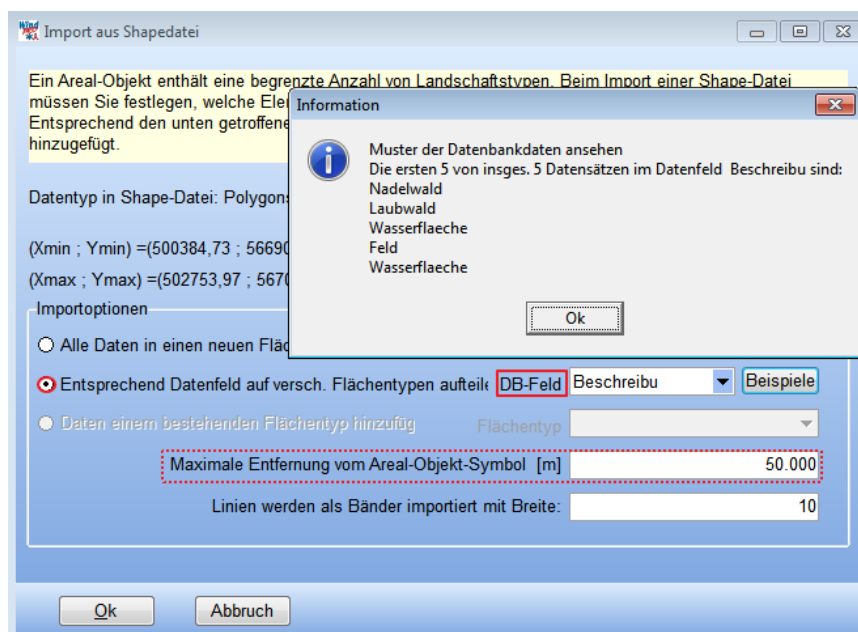 Import aus Shapedatei
Ein Areal-Objekt enthält eine begrenzte Anzahl von Landschaftstypen. Beim Import einer Shape-Datei
müssen Sie festlegen, welche
Entsprechend den unten
hinzugefügt.
Datentyp in Shape-Datei:
(Xmin ; Ymin) =(500384,73 ; 56690
(Xmax ; Ymax) =(502753,97 ; 5670
Information
Muster der Datenbankdaten ansehen
Die ersten 5 von insges. 5 Datensätzen im Datenfeld Beschreibu sind:
Nadelwald
Laubwald
Wasserflaeche
Feld
Wasserflaeche
Ok
Importoptionen
Alle Daten in einen neuen
Entsprechend Datenfeld auf versch. Flächentypen aufteile DB-Feld Beschreibu Beispiele
Daten einem bestehenden Flächentyp hinzufüg Flächentyp
Maximale Entfernung vom Areal-Objekt-Symbol [m] 50.000
Linien werden als Bänder importiert mit Breite: 10
Ok Abbruch